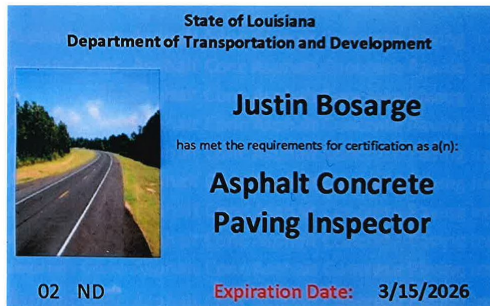 State of Louisiana
Department of Transportation and Development
Justin Bosarge
has met the requirements for certification as a(n):
Asphalt Concrete
Paving Inspector
02 ND
Expiration Date: 3/15/2026